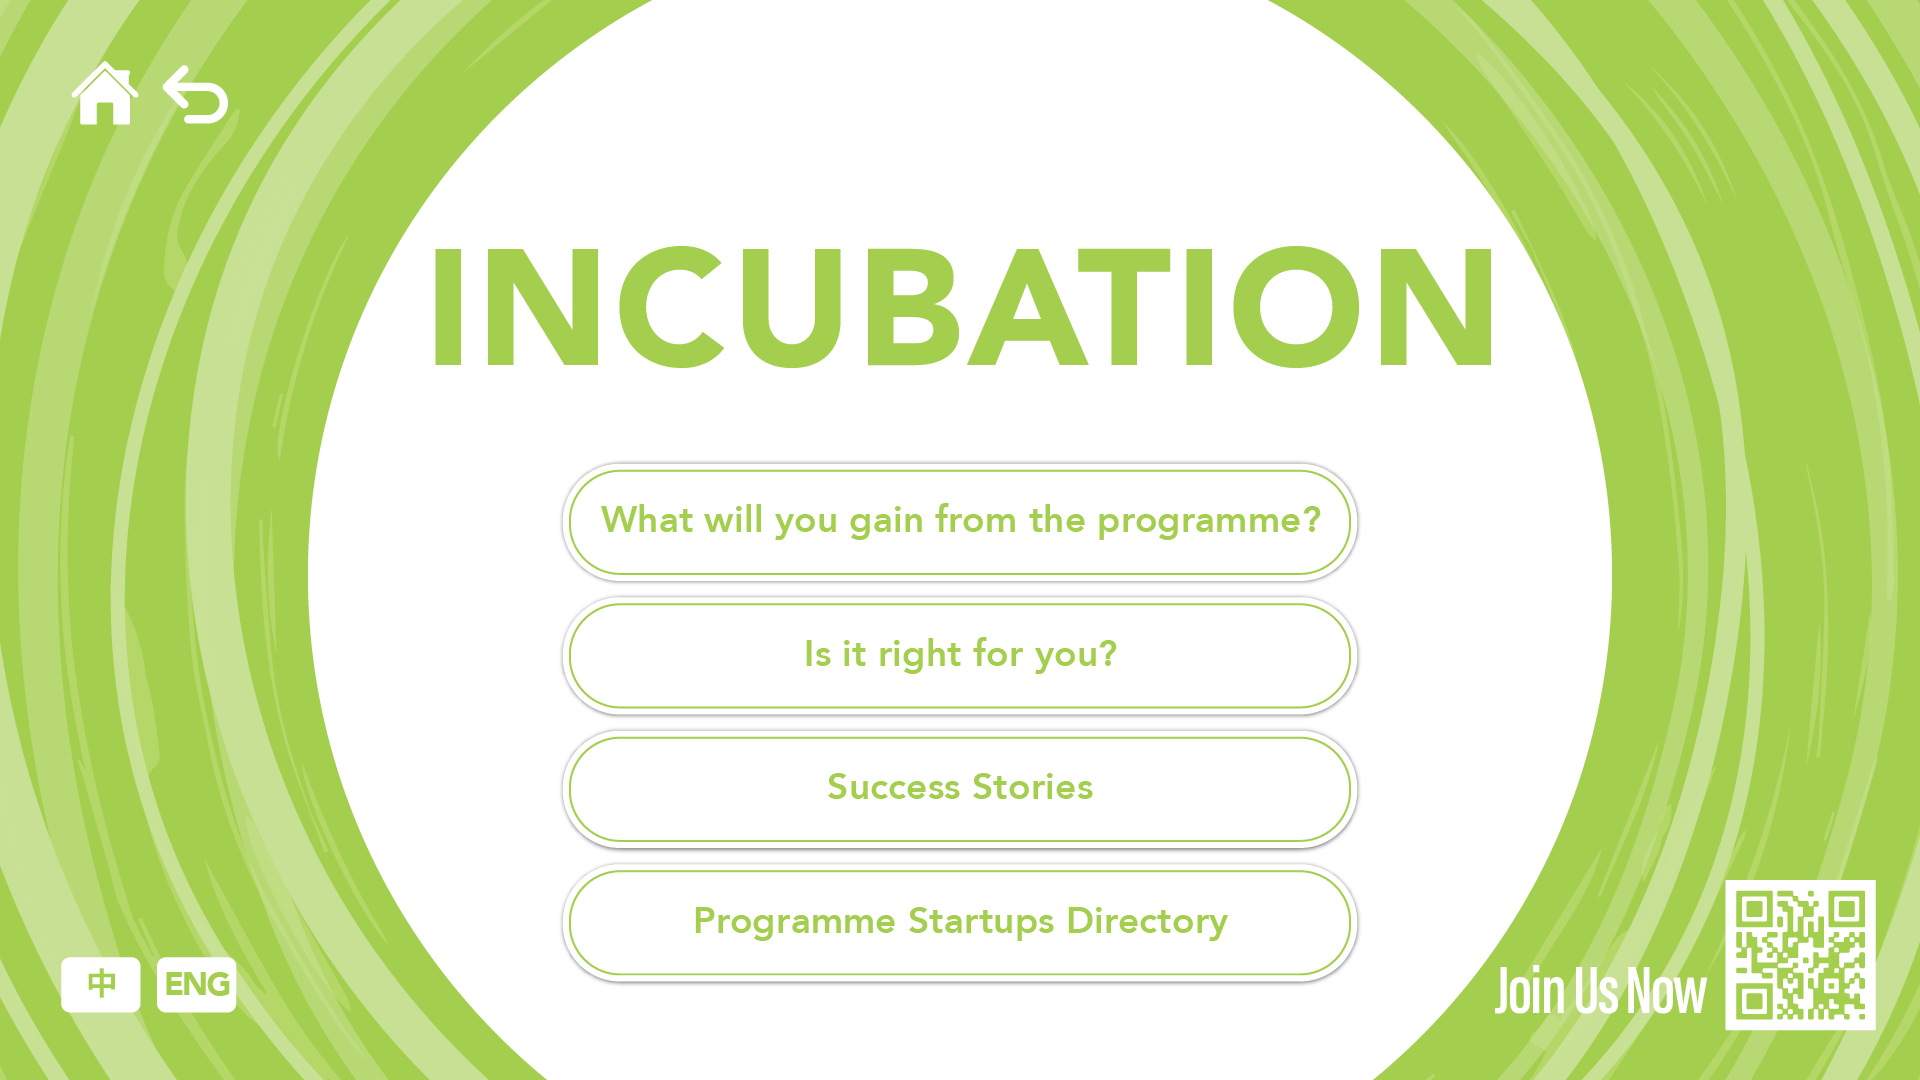 INCUBATION
What will you gain from the programme?
Is it right for you?
Success Stories
Programme Startups Directory
中
ENG
Join Us Now